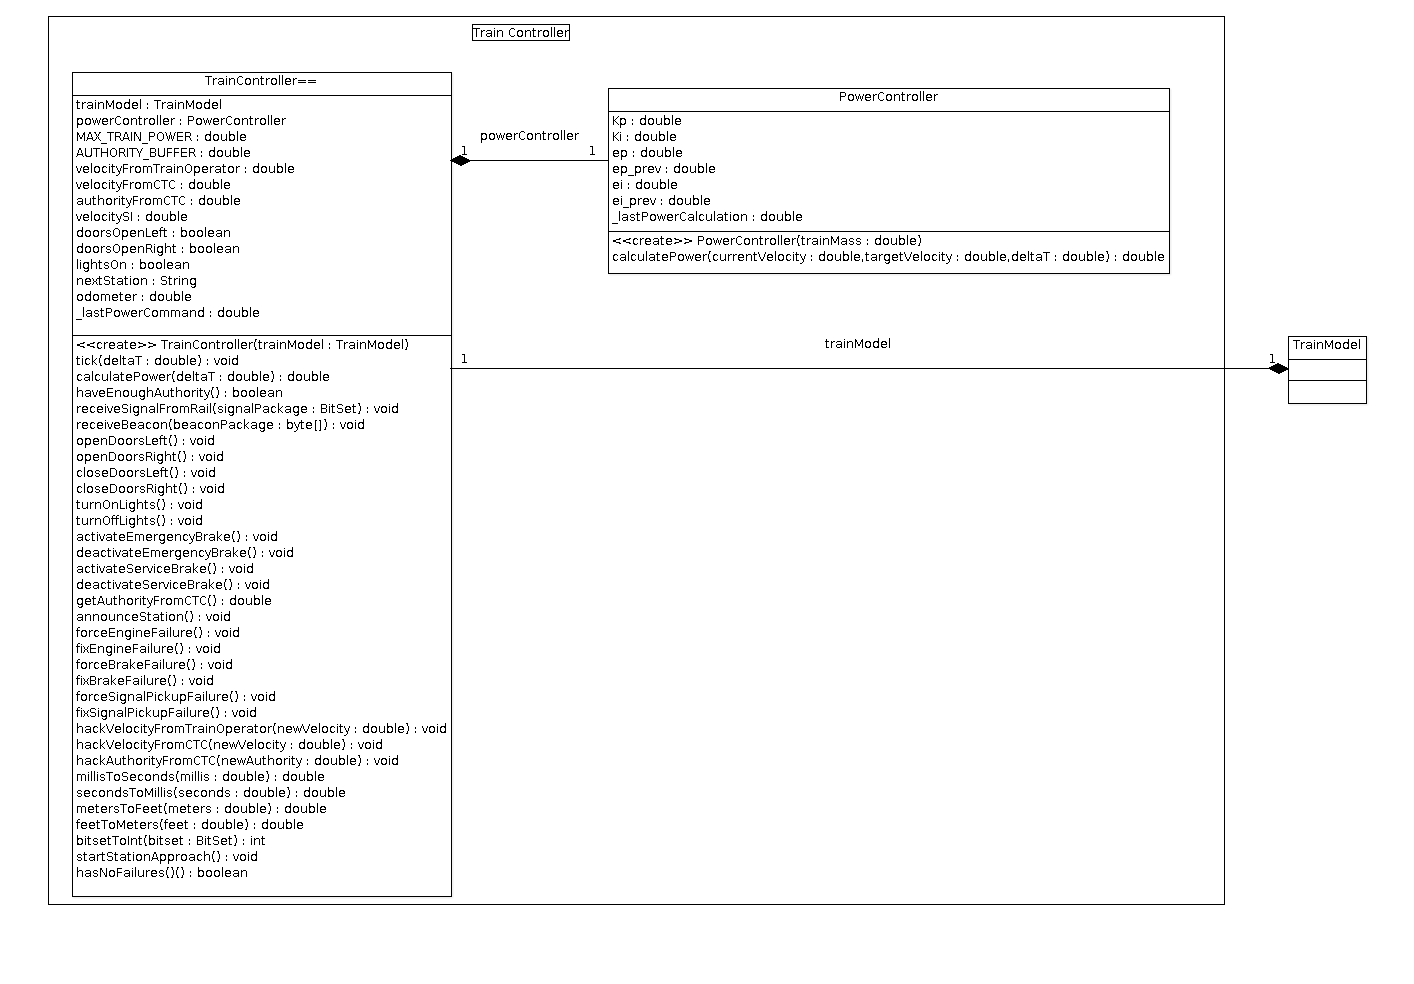 Train Controller
TrainController==
trainModel : TrainModel
powerController : PowerController
MAX_TRAIN_POWER : double
AUTHORITY_BUFFER : double
velocityFromTrainOperator : double
velocityFromCTC : double
authorityFromCTC : double
velocitySI : double
doorsOpenLeft : boolean
doorsOpenRight : boolean
lightsOn : boolean
nextStation : String
odometer : double
_lastPowerCommand : double
<<create>> TrainController(trainModel : TrainModel)
tick(deltaT : double) : void
calculatePower(deltaT : double) : double
haveEnoughAuthority() : boolean
receiveSignalFromRail(signalPackage : BitSet) : void
receiveBeacon(beaconPackage : byte[]) : void
openDoorsLeft() : void
openDoorsRight() : void
closeDoorsLeft() : void
closeDoorsRight() : void
turnOnLights() : void
turnOffLights() : void
activateEmergencyBrake() : void
deactivateEmergencyBrake() : void
activateServiceBrake() : void
deactivateServiceBrake() : void
getAuthorityFromCTC() : double
announceStation() : void
forceEngineFailure() : void
fixEngineFailure() : void
forceBrakeFailure() : void
fixBrakeFailure() : void
forceSignalPickupFailure() : void
fixSignalPickupFailure() : void
hackVelocityFromTrainOperator(newVelocity : double) : void
hackVelocityFromCTC(newVelocity : double) : void
hackAuthorityFromCTC(newAuthority : double) : void
millisToSeconds(millis : double) : double
secondsToMillis(seconds : double) : double
metersToFeet(meters : double) : double
feetToMeters(feet : double) : double
bitsetToInt(bitset : BitSet) : int
startStationApproach() : void
hasNoFailures()() : boolean
powerController
1 1
PowerController
Kp : double
Ki : double
ep : double
ep_prev : double
ei : double
ei_prev : double
_lastPowerCalculation : double
<<create>> PowerController(trainMass : double)
calculatePower(currentVelocity : double,targetVelocity : double,deltaT : double) : double
trainModel
1 1
TrainModel